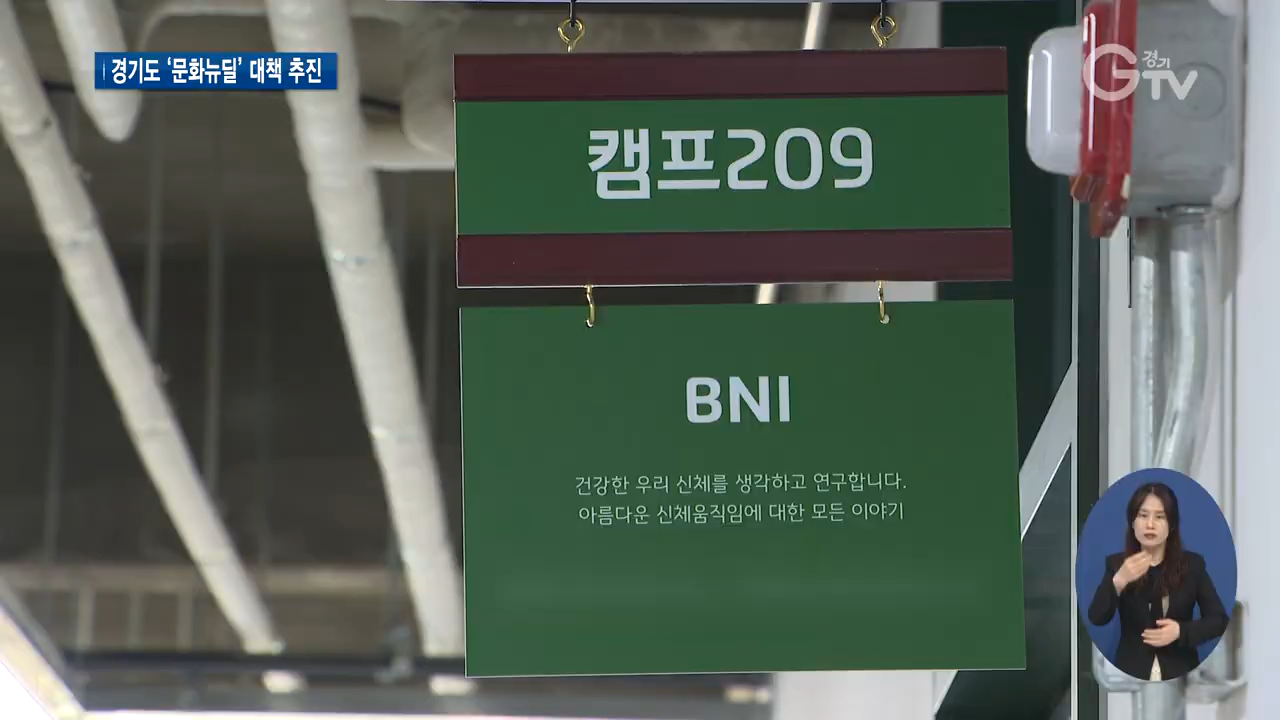 경기도 '문화뉴딜' 대책 추진
경기
GTV
캠프209
BNI
건강한 우리 신체를 생각하고 연구합니다.
아름다운 신체움직임에 대한 모든 이야기